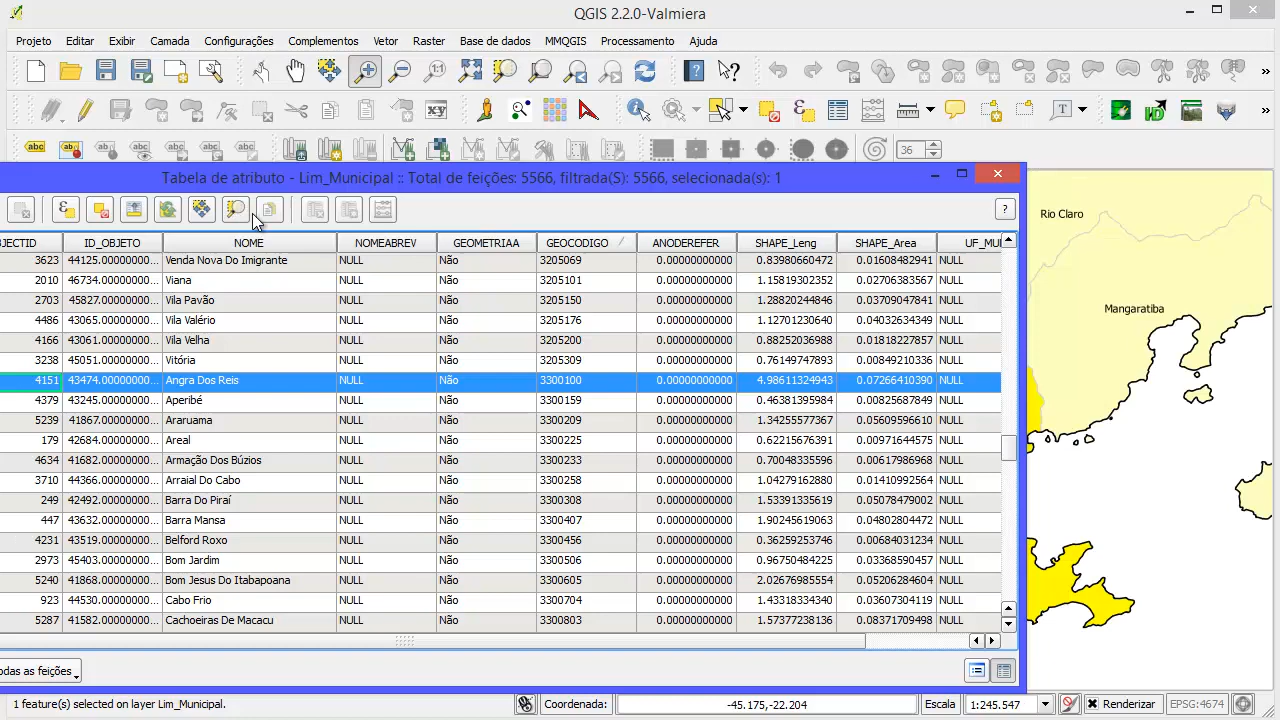 QGIS 2.2.0-Valmiera
Projeto Editar Exibir Camada Configurações Complementos Vetor Raster Base de dados MMQGIS Processamento Ajuda
abc abc abc abc abc abc abc 36
Tabela de atributo - Lim_Municipal :: Total de feições: 5566, filtrada(S): 5566, selecionada(s): 1
?
JECTID ID_OBJETO NOME NOMEABREV GEOMETRIAA GEOCODIGO ANODEREFER SHAPE_Leng SHAPE_Area UF_MU
3623 44125.00000000... Venda Nova Do Imigrante NULL Não 3205069 0.00000000000 0.83980660472 0.01608482941 NULL
2010 46734.00000000... Viana NULL Não 3205101 0.00000000000 1.15819302352 0.02706383567 NULL
2703 45827.00000000... Vila Pavão NULL Não 3205150 0.00000000000 1.28820244846 0.03709047841 NULL
4486 43065.00000000... Vila Valério NULL Não 3205176 0.00000000000 1.12701230640 0.04032634349 NULL
4166 43061.00000000... Vila Velha NULL Não 3205200 0.00000000000 0.88252036988 0.01818227857 NULL
3238 45051.00000000... Vitória NULL Não 3205309 0.00000000000 0.76149747893 0.00849210336 NULL
4151 43474.00000000... Angra Dos Reis NULL Não 3300100 0.00000000000 4.98611324943 0.07266410390 NULL
4379 43245.00000000... Aperibé NULL Não 3300159 0.00000000000 0.46381395984 0.00825687849 NULL
5239 41867.00000000... Araruama NULL Não 3300209 0.00000000000 1.34255577367 0.05609596610 NULL
179 42684.00000000... Areal NULL Não 3300225 0.00000000000 0.62215676391 0.00971644575 NULL
4634 41682.00000000... Armação Dos Búzios NULL Não 3300233 0.00000000000 0.70048335596 0.00617986968 NULL
3710 44366.00000000... Arraial Do Cabo NULL Não 3300258 0.00000000000 1.04279162880 0.01410992564 NULL
249 42492.00000000... Barra Do Piraí NULL Não 3300308 0.00000000000 1.53391335619 0.05078479002 NULL
447 43632.00000000... Barra Mansa NULL Não 3300407 0.00000000000 1.90245619063 0.04802804472 NULL
4231 43519.00000000... Belford Roxo NULL Não 3300456 0.00000000000 0.36259253746 0.00684031234 NULL
2973 45403.00000000... Bom Jardim NULL Não 3300506 0.00000000000 0.96750484225 0.03368590457 NULL
5240 41868.00000000... Bom Jesus Do Itabapoana NULL Não 3300605 0.00000000000 2.02676985554 0.05206284604 NULL
923 44530.00000000... Cabo Frio NULL Não 3300704 0.00000000000 1.43318334340 0.03607304119 NULL
5287 41582.00000000... Cachoeiras De Macacu NULL Não 3300803 0.00000000000 1.57377238136 0.08371709498 NULL
Rio Claro
Mangaratiba
odas as feições
1 feature(s) selected on layer Lim_Municipal. Coordenada: -45.175,-22.204 Escala 1:245.547 Renderizar EPSG:4674